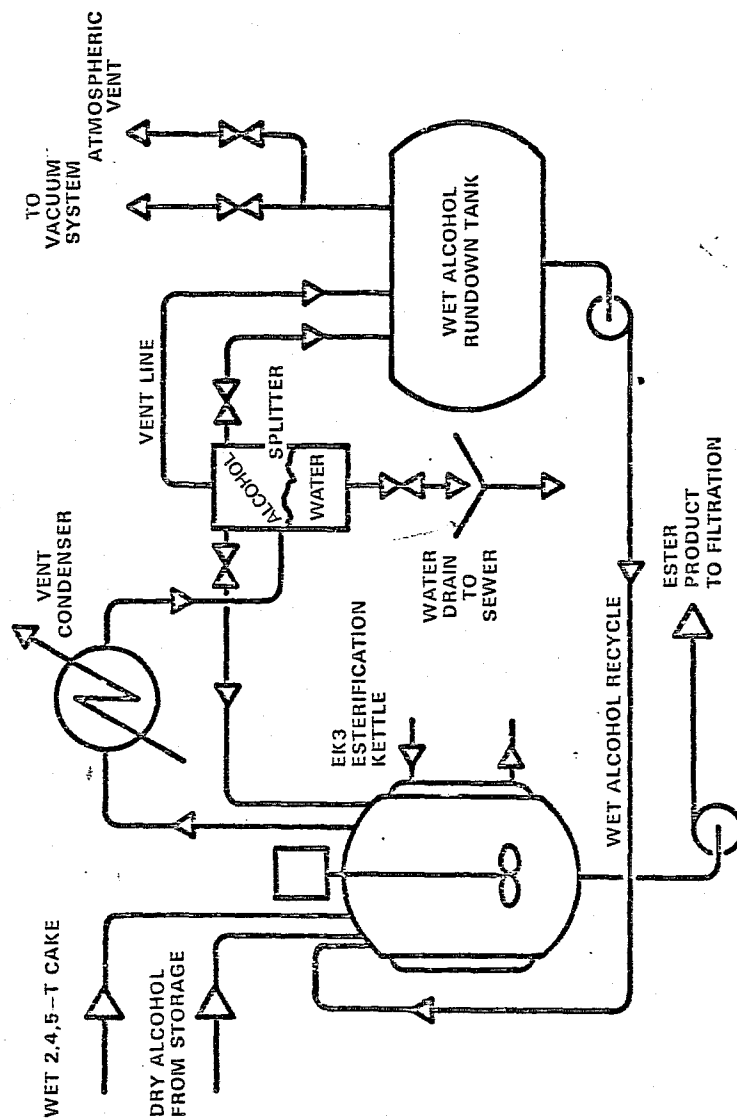 WET 2,4,5-T CAKE
DRY ALCOHOL
FROM STORAGE
VENT
CONDENSER
VENT LINE
TO
VACUUM
SYSTEM
ATMOSPHERIC
VENT
ALCOHOL
WATER
SPLITTER
EK3
ESTERIFICATION
KETTLE
WATER
DRAIN
TO
SEWER
WET ALCOHOL
RUNDOWN TANK
WET ALCOHOL RECYCLE
ESTER
PRODUCT
TO FILTRATION